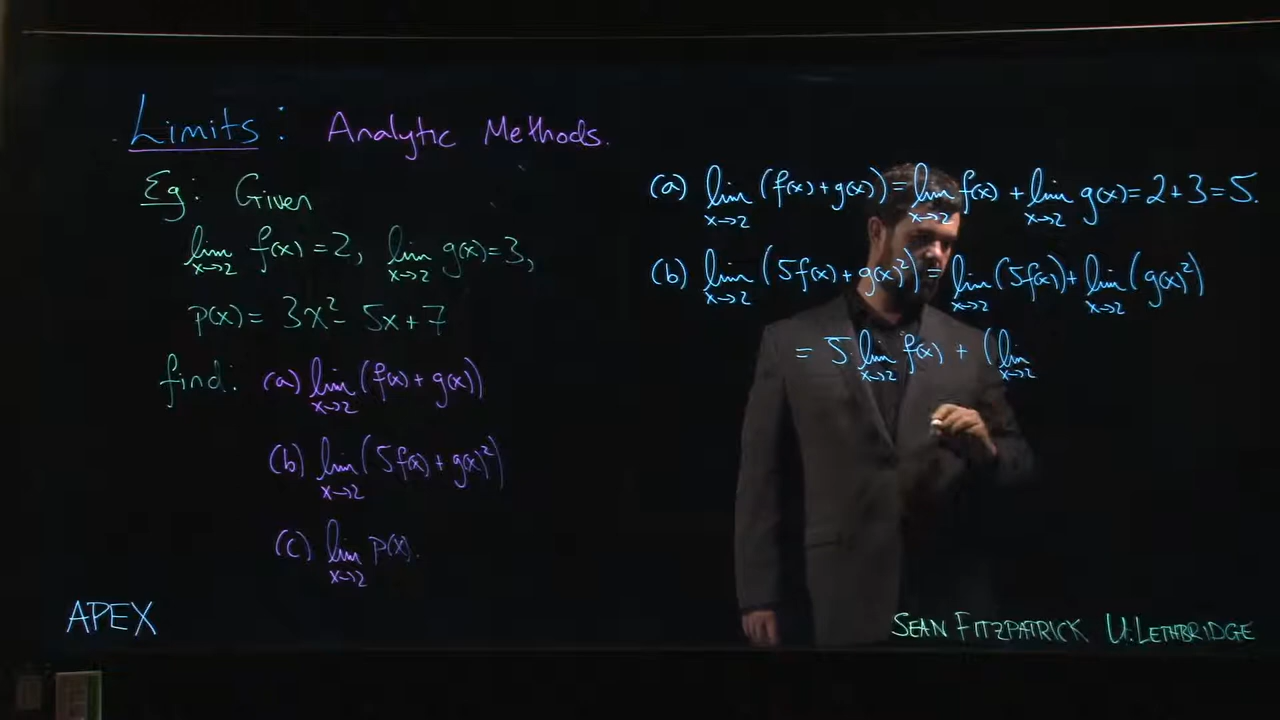 Limits: Analytic Methods.
Eg: Given
lim x→2 f(x) = 2, lim x→2 g(x) = 3,
p(x) = 3x² - 5x + 7
find: (a) lim x→2 (f(x) + g(x))
(b) lim x→2 (5f(x) + g(x)²)
(c) lim x→2 p(x).
(a) lim x→2 (f(x) + g(x)) = lim x→2 f(x) + lim x→2 g(x) = 2 + 3 = 5.
(b) lim x→2 (5f(x) + g(x)²) = lim x→2 (5f(x)) + lim x→2 (g(x)²)
= 5·lim x→2 f(x) + (lim x→2
APEX
SEAN FITZPATRICK U. LETHBRIDGE